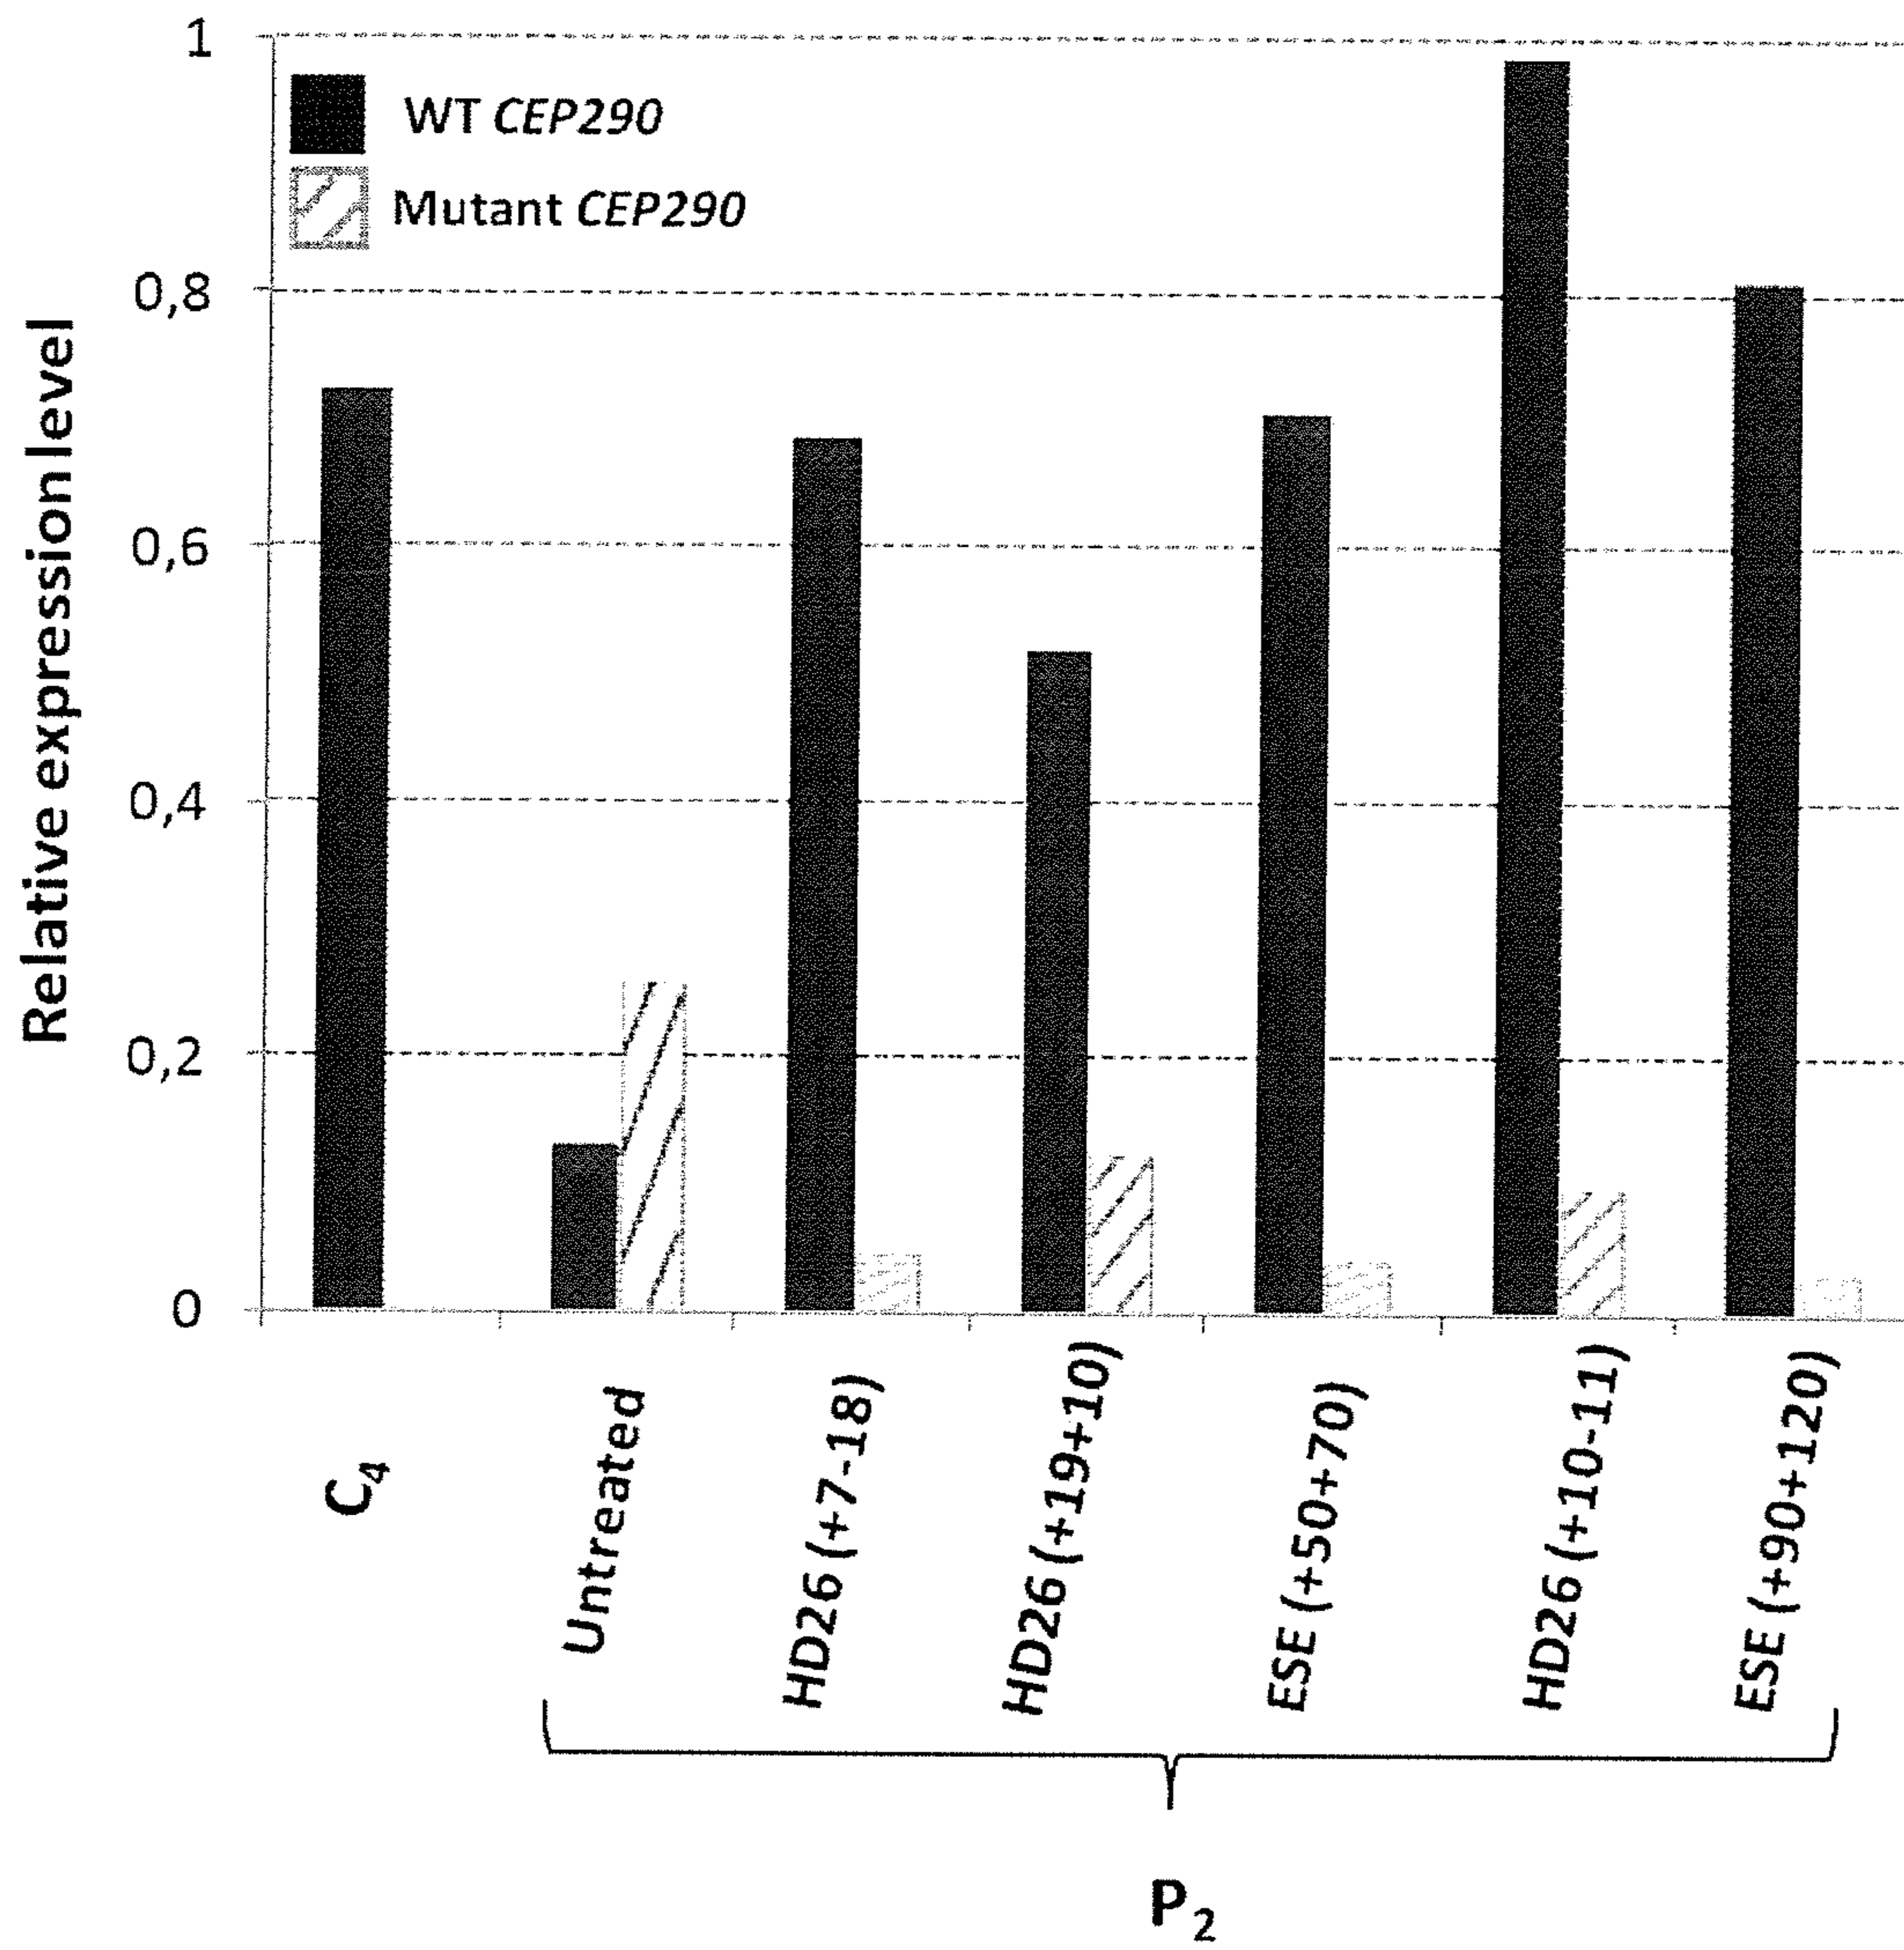 Relative expression level
1
0,8
0,6
0,4
0,2
0
WT CEP290
Mutant CEP290
C4
Untreated
HD26 (+7-18)
HD26 (+19+10)
ESE (+50+70)
HD26 (+10-11)
ESE (+90+120)
P2